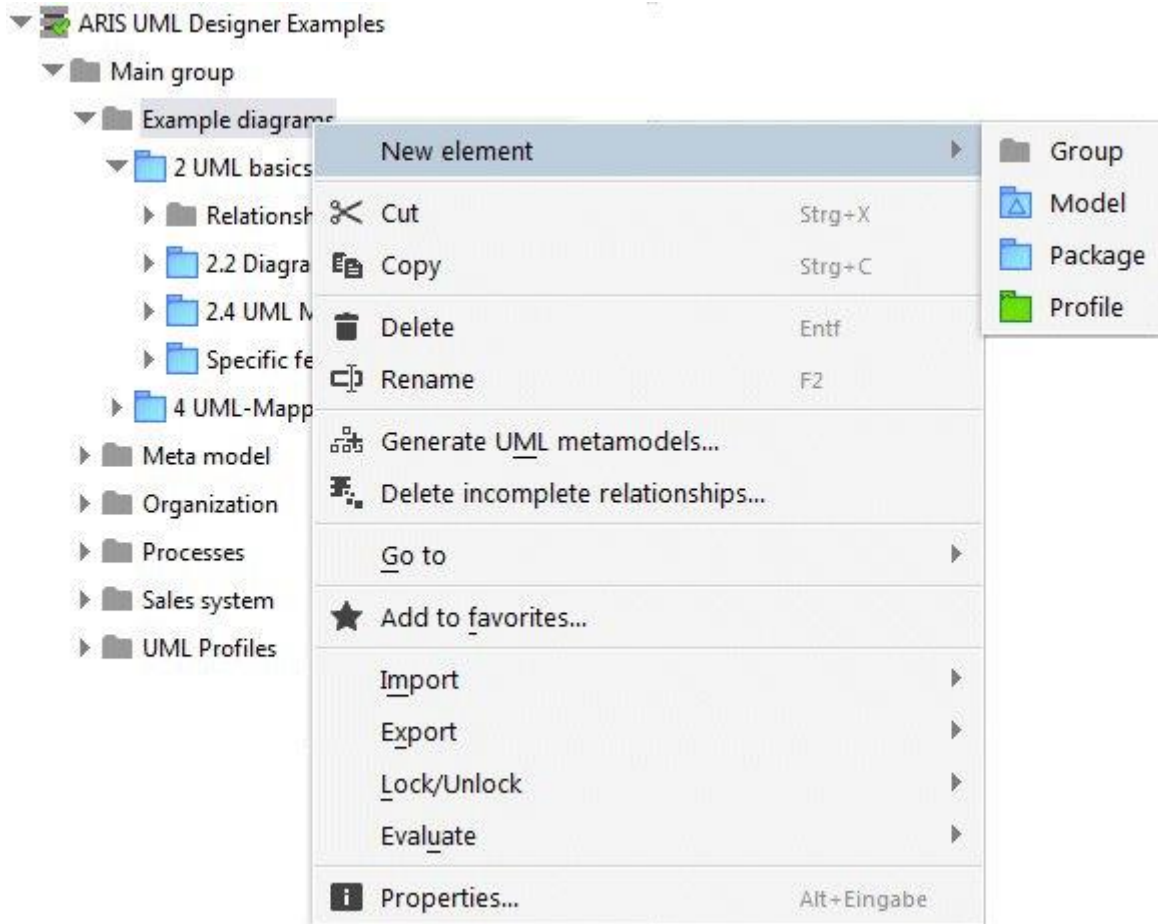 ARIS UML Designer Examples
Main group
Example diagrams
New element
Group
2 UML basics
Model
Relationsh
Cut Strg+X
2.2 Diagra
Copy Strg+C
Package
2.4 UML M
Delete Entf
Profile
Specific fe
Rename F2
4 UML-Mapp
Generate UML metamodels...
Meta model
Delete incomplete relationships...
Organization
Processes
Go to
Sales system
Add to favorites...
UML Profiles
Import
Export
Lock/Unlock
Evaluate
Properties... Alt+Eingabe